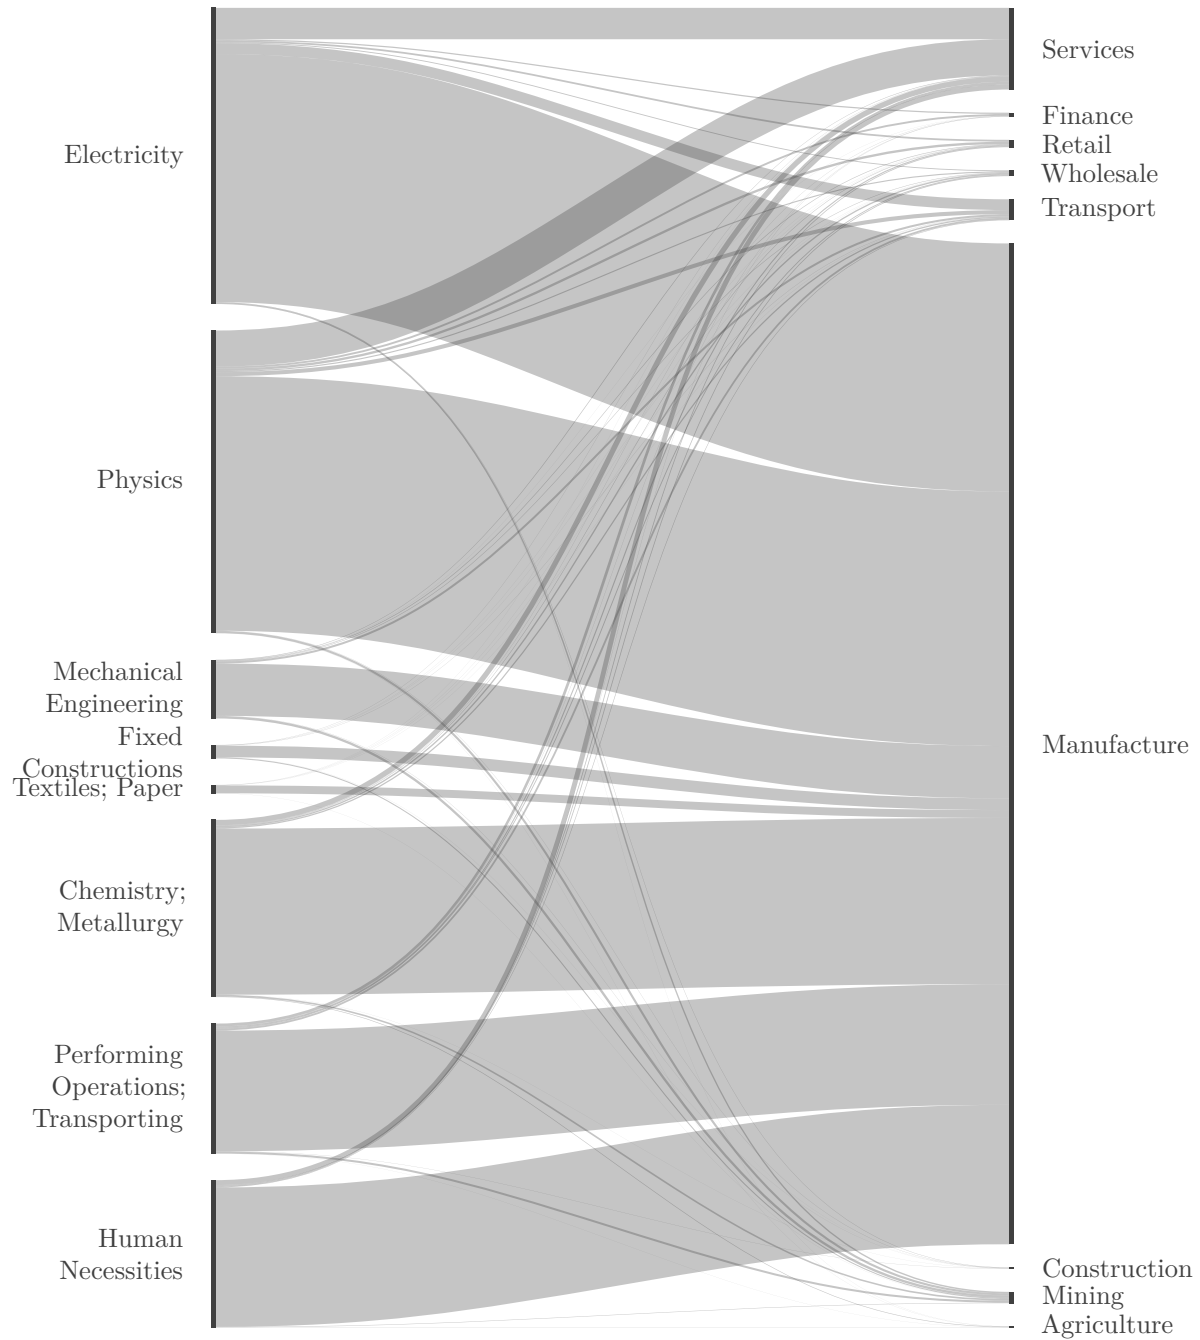 Electricity
Physics
Mechanical
Engineering
Fixed
Constructions
Textiles; Paper
Chemistry;
Metallurgy
Performing
Operations;
Transporting
Human
Necessities
Services
Finance
Retail
Wholesale
Transport
Manufacture
Construction
Mining
Agriculture